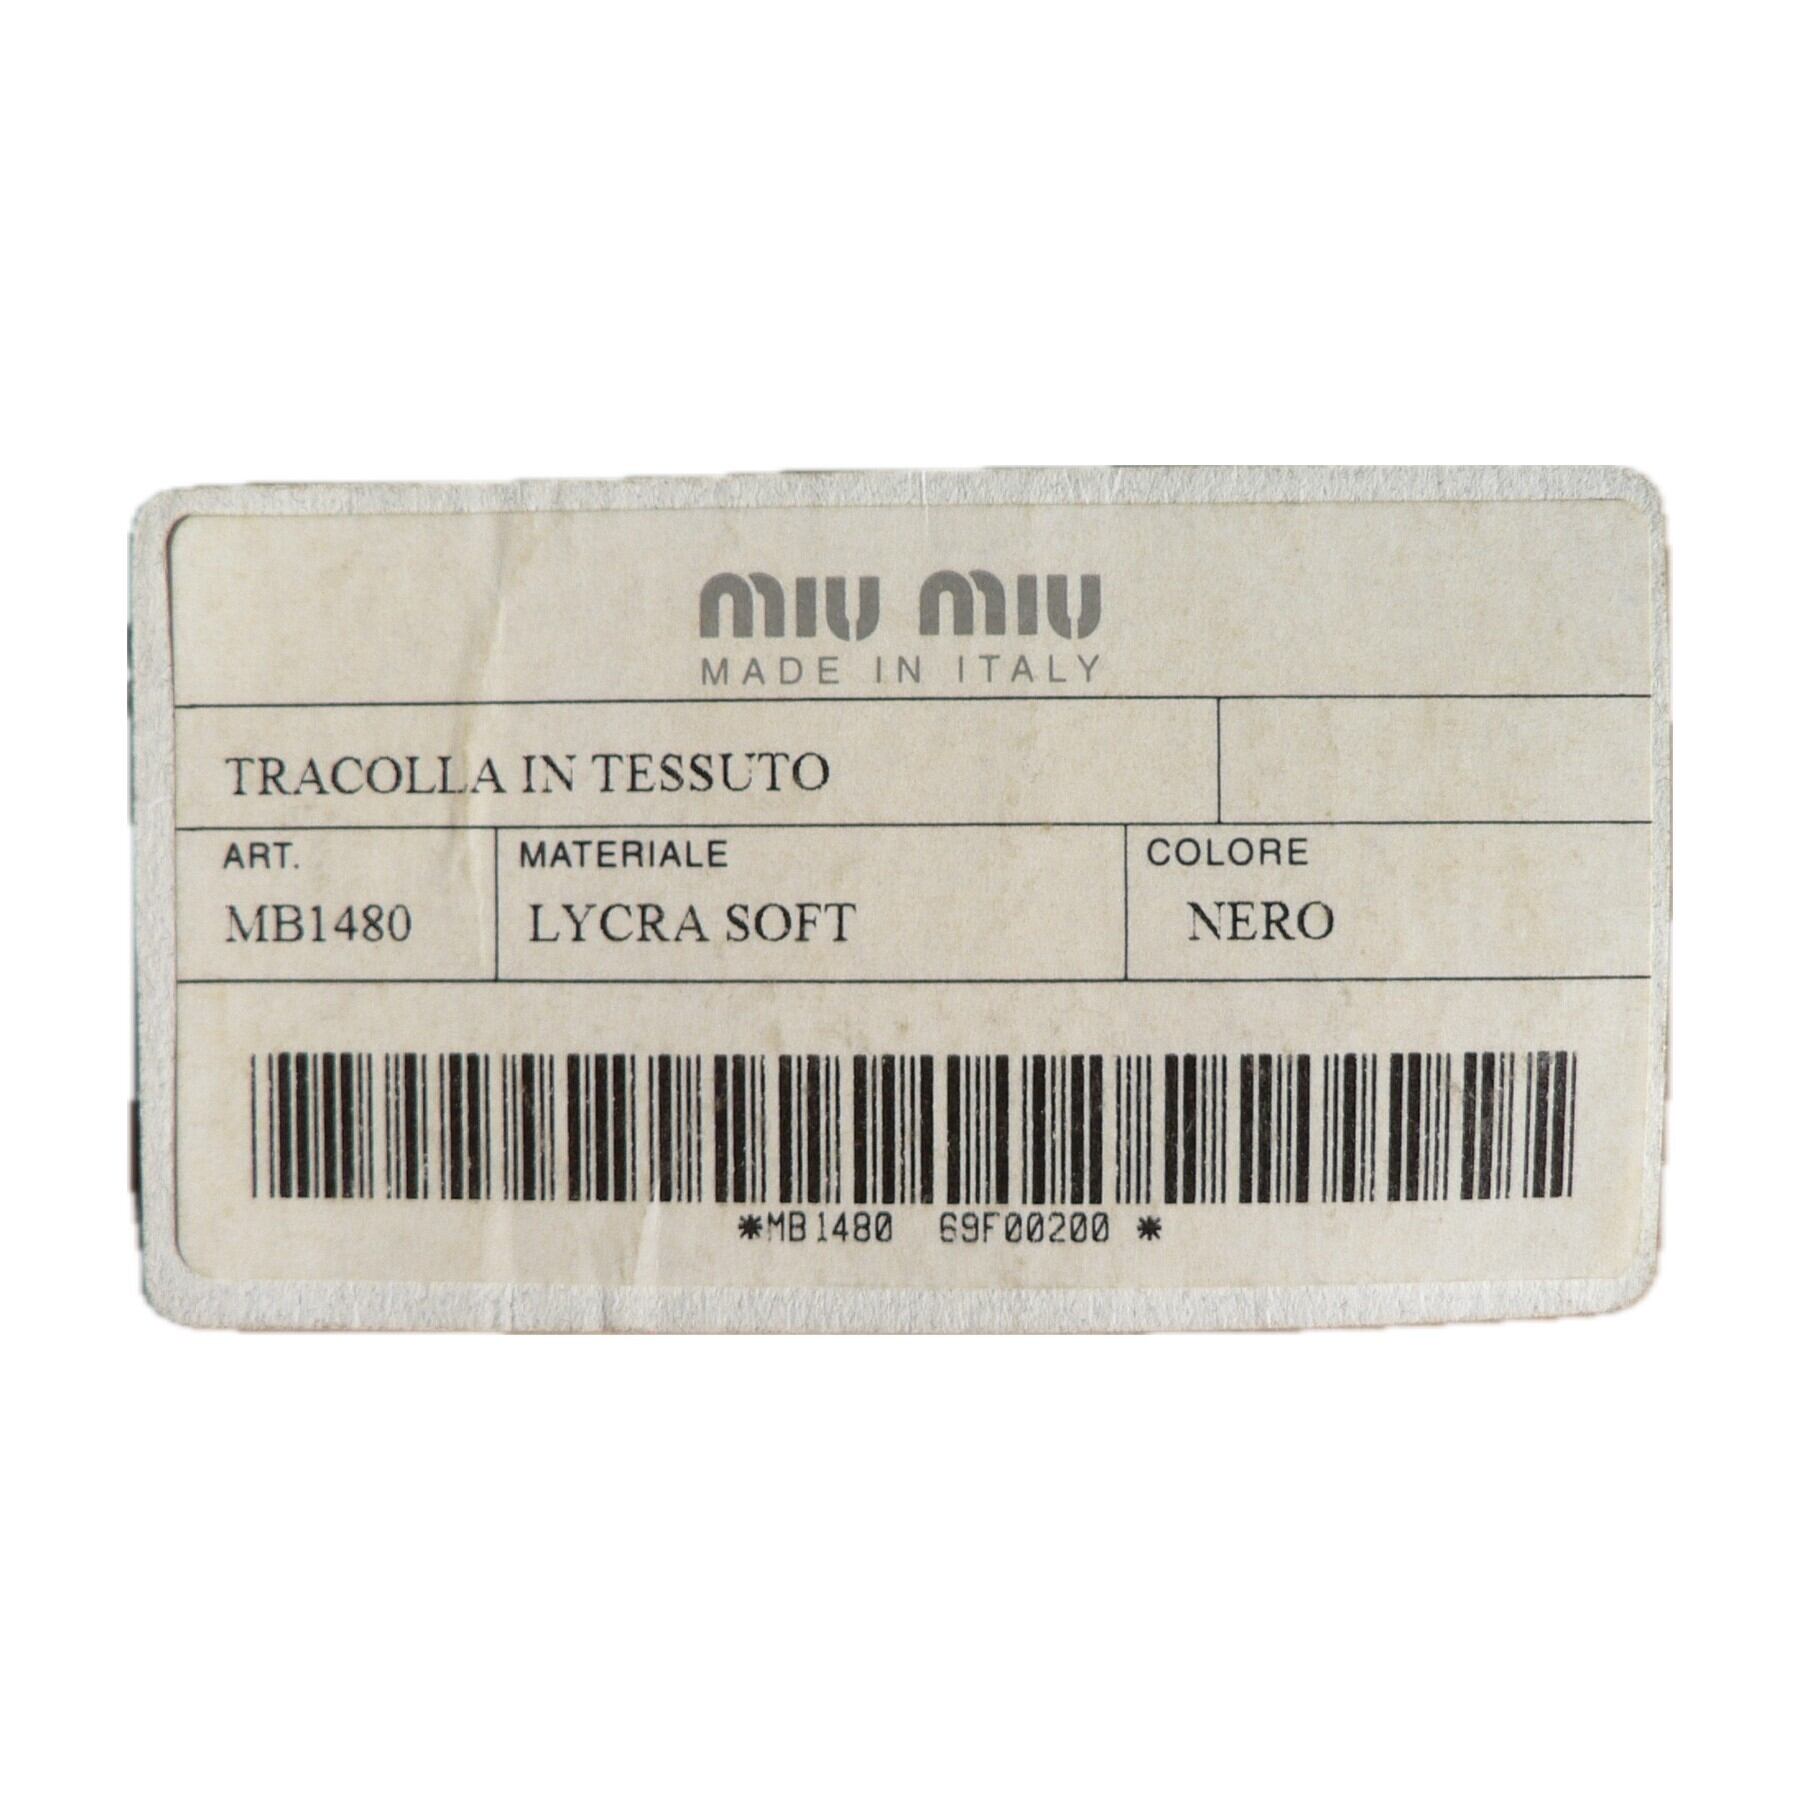 MIU MIU
MADE IN ITALY
TRACOLLA IN TESSUTO
ART. MATERIALE COLORE
MB1480 LYCRA SOFT NERO
*MB1480 69F00200 *